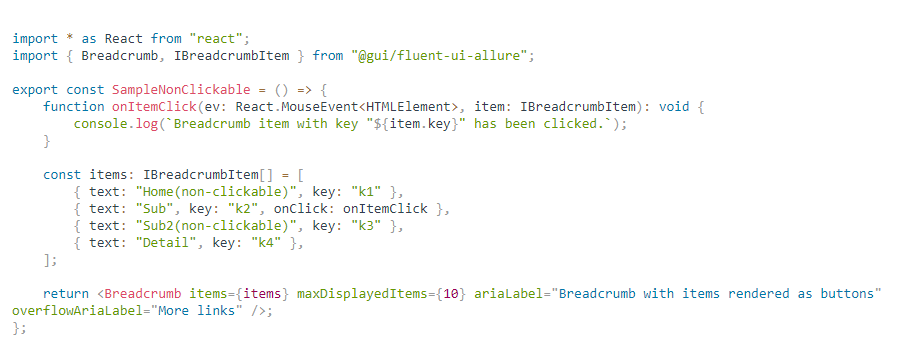 import * as React from "react";
import { Breadcrumb, IBreadcrumbItem } from "@gui/fluent-ui-allure";
export const SampleNonClickable = () => {
function onItemClick(ev: React.MouseEvent<HTMLElement>, item: IBreadcrumbItem): void {
console.log(`Breadcrumb item with key "${item.key}" has been clicked.`);
}
const items: IBreadcrumbItem[] = [
{ text: "Home(non-clickable)", key: "k1" },
{ text: "Sub", key: "k2", onClick: onItemClick },
{ text: "Sub2(non-clickable)", key: "k3" },
{ text: "Detail", key: "k4" },
];
return <Breadcrumb items={items} maxDisplayedItems={10} ariaLabel="Breadcrumb with items rendered as buttons"
overflowAriaLabel="More links" />;
};